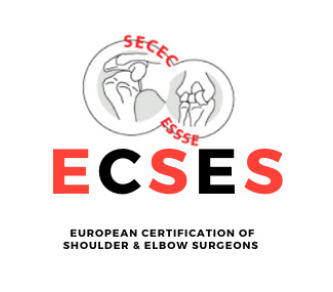 SECEC
ESSSE
ECSES
EUROPEAN CERTIFICATION OF
SHOULDER & ELBOW SURGEONS